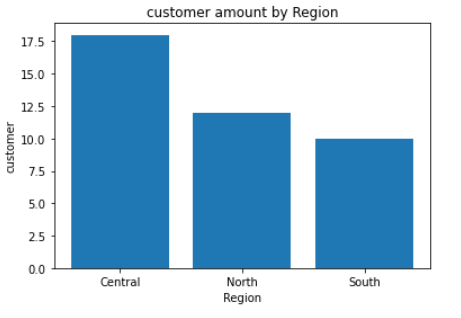 customer amount by Region
customer
17.5
15.0
12.5
10.0
7.5
5.0
2.5
0.0
Central North South
Region